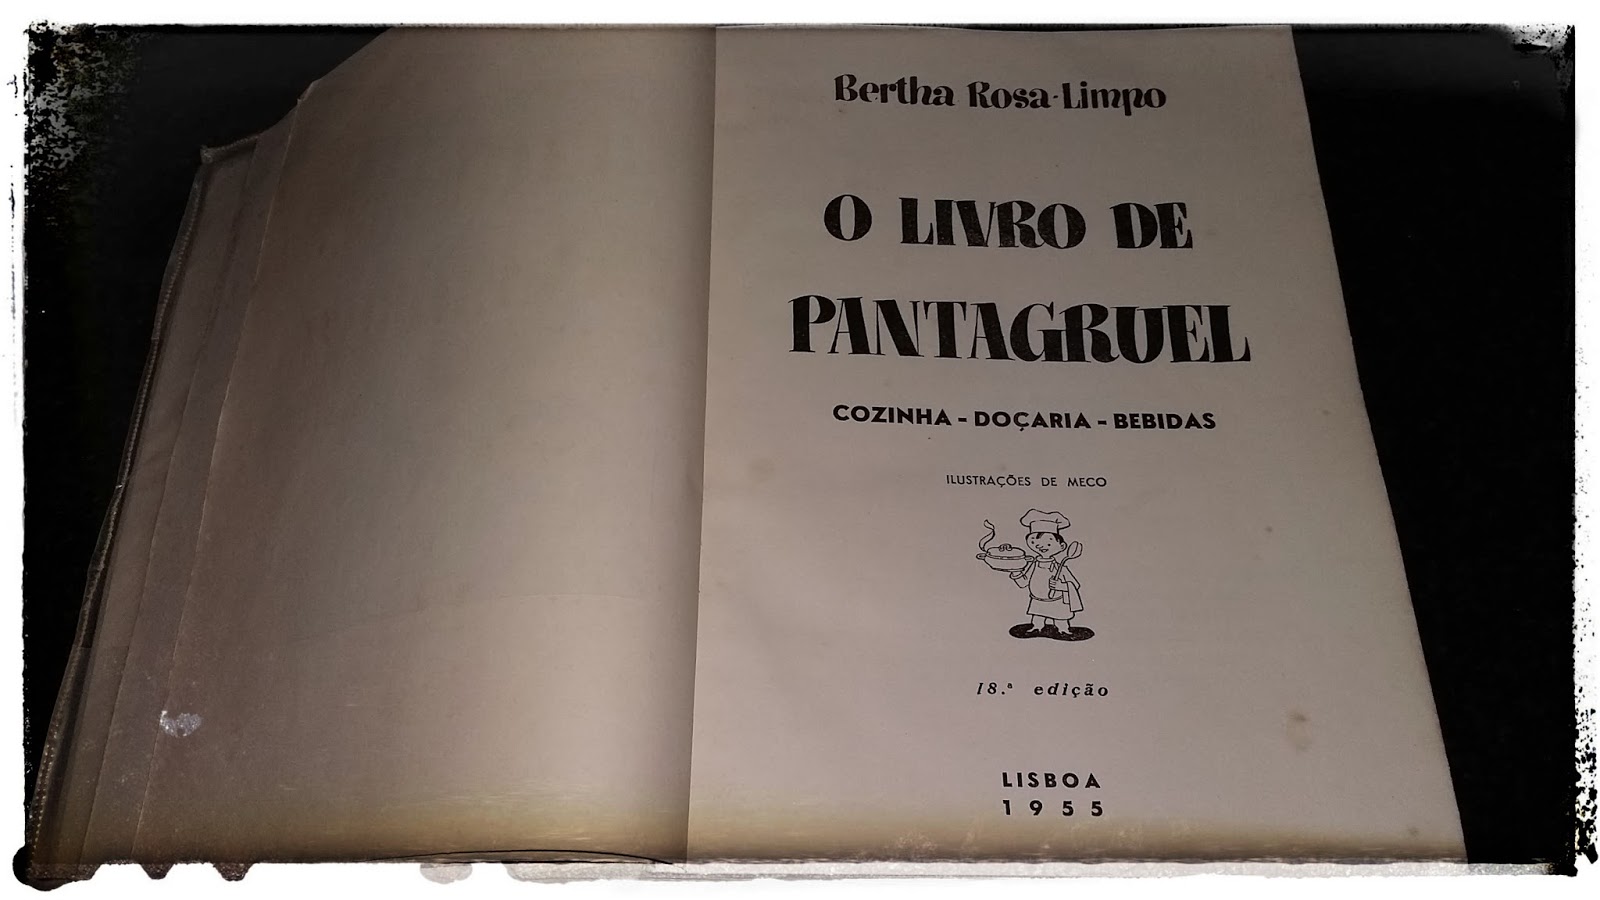 Bertha Rosa-Limpo
O LIVRO DE
PANTAGRUEL
COZINHA - DOÇARIA - BEBIDAS
ILUSTRAÇÕES DE MECO
18.ª edição
LISBOA
1955